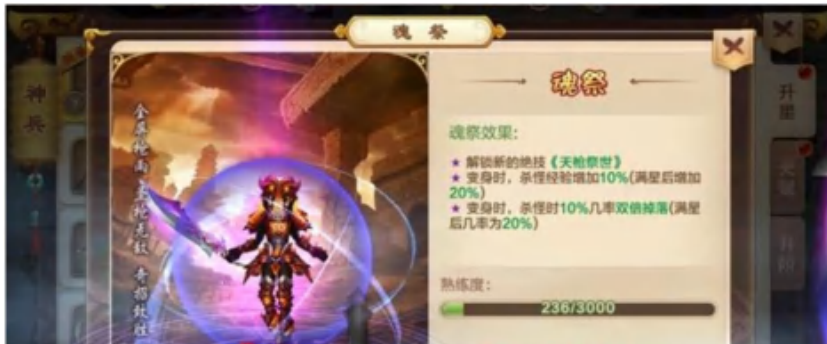 魂祭
神兵
升星
魂祭
魂祭效果：
★ 解锁新的绝技《天枪祭世》
★ 变身时，杀怪经验增加10%(满星后增加
20%)
★ 变身时，杀怪时10%几率双倍掉落(满星
后几率为20%)
熟练度：
236/3000